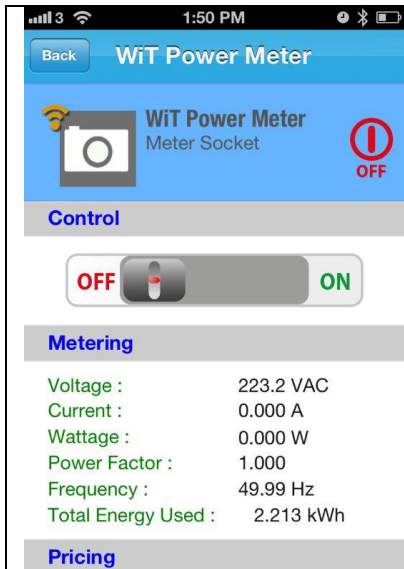 3 1:50 PM
Back WiT Power Meter
WiT Power Meter
Meter Socket
OFF
Control
OFF ON
Metering
Voltage : 223.2 VAC
Current : 0.000 A
Wattage : 0.000 W
Power Factor : 1.000
Frequency : 49.99 Hz
Total Energy Used : 2.213 kWh
Pricing